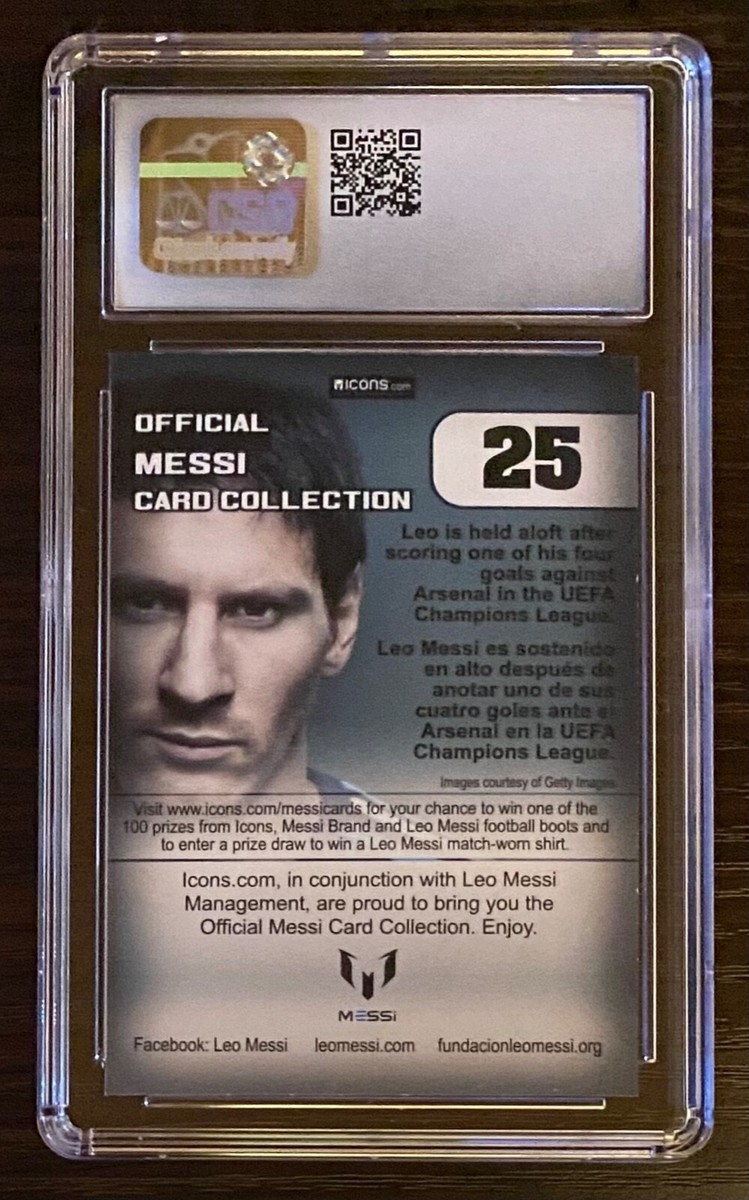 CSG
icons.com
OFFICIAL
MESSI
CARD COLLECTION
25
Leo is held aloft after
scoring one of his four
goals against
Arsenal in the UEFA
Champions League.
Leo Messi es sostenido
en alto después de
anotar uno de sus
cuatro goles ante el
Arsenal en la UEFA
Champions League.
Images courtesy of Getty Images
Visit www.icons.com/messicards for your chance to win one of the
100 prizes from Icons, Messi Brand and Leo Messi football boots and
to enter a prize draw to win a Leo Messi match-worn shirt.
Icons.com, in conjunction with Leo Messi
Management, are proud to bring you the
Official Messi Card Collection. Enjoy.
MESSI
Facebook: Leo Messi leomessi.com fundacionleomessi.org